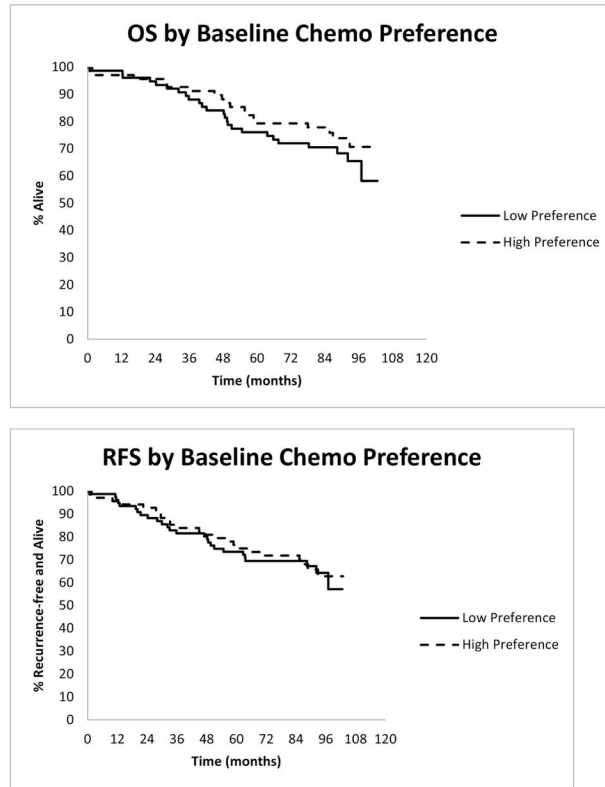 OS by Baseline Chemo Preference
100
90
80
70
60
50
40
30
20
10
0
% Alive
0 12 24 36 48 60 72 84 96 108 120
Time (months)
Low Preference
High Preference
RFS by Baseline Chemo Preference
100
90
80
70
60
50
40
30
20
10
0
% Recurrence-free and Alive
0 12 24 36 48 60 72 84 96 108 120
Time (months)
Low Preference
High Preference